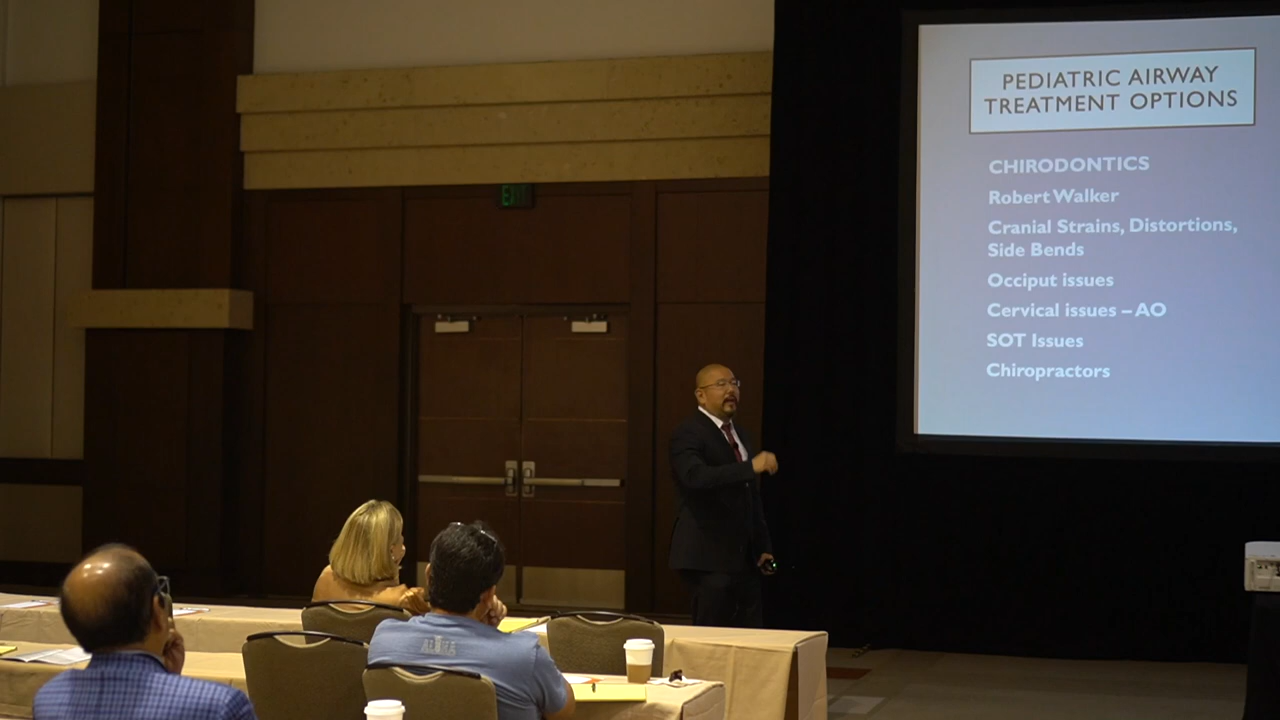 EXIT
PEDIATRIC AIRWAY
TREATMENT OPTIONS
CHIRODONTICS
Robert Walker
Cranial Strains, Distortions,
Side Bends
Occiput issues
Cervical issues – AO
SOT Issues
Chiropractors
ALOHA